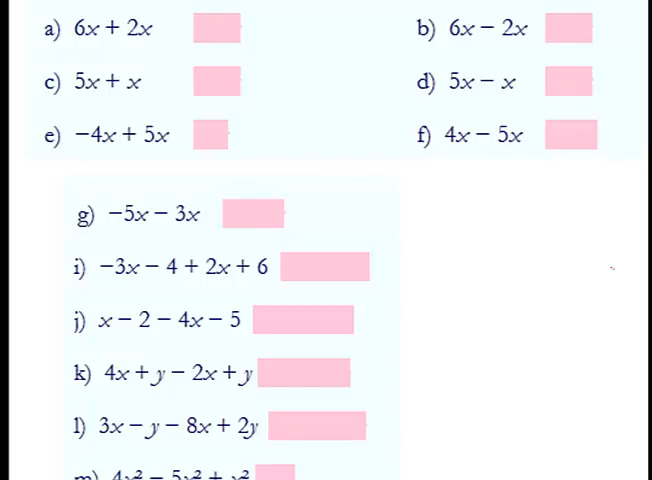 a) 6x + 2x
b) 6x − 2x
c) 5x + x
d) 5x − x
e) −4x + 5x
f) 4x − 5x
g) −5x − 3x
i) −3x − 4 + 2x + 6
j) x − 2 − 4x − 5
k) 4x + y − 2x + y
l) 3x − y − 8x + 2y